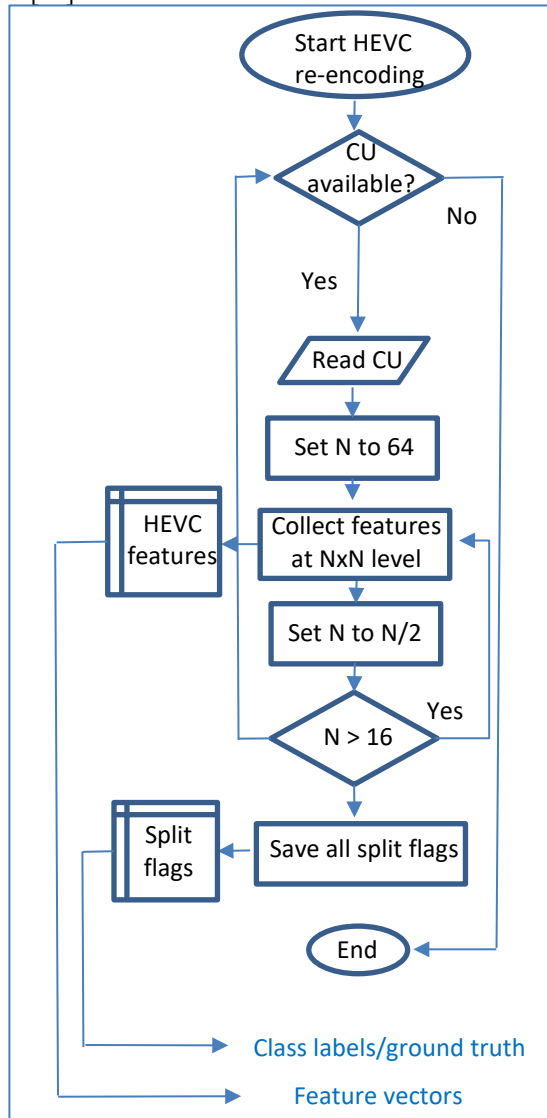 Start HEVC
re-encoding
CU
available?
No
Yes
Read CU
Set N to 64
HEVC
features
Collect features
at NxN level
Set N to N/2
Yes
N > 16
Split
flags
Save all split flags
End
Class labels/ground truth
Feature vectors